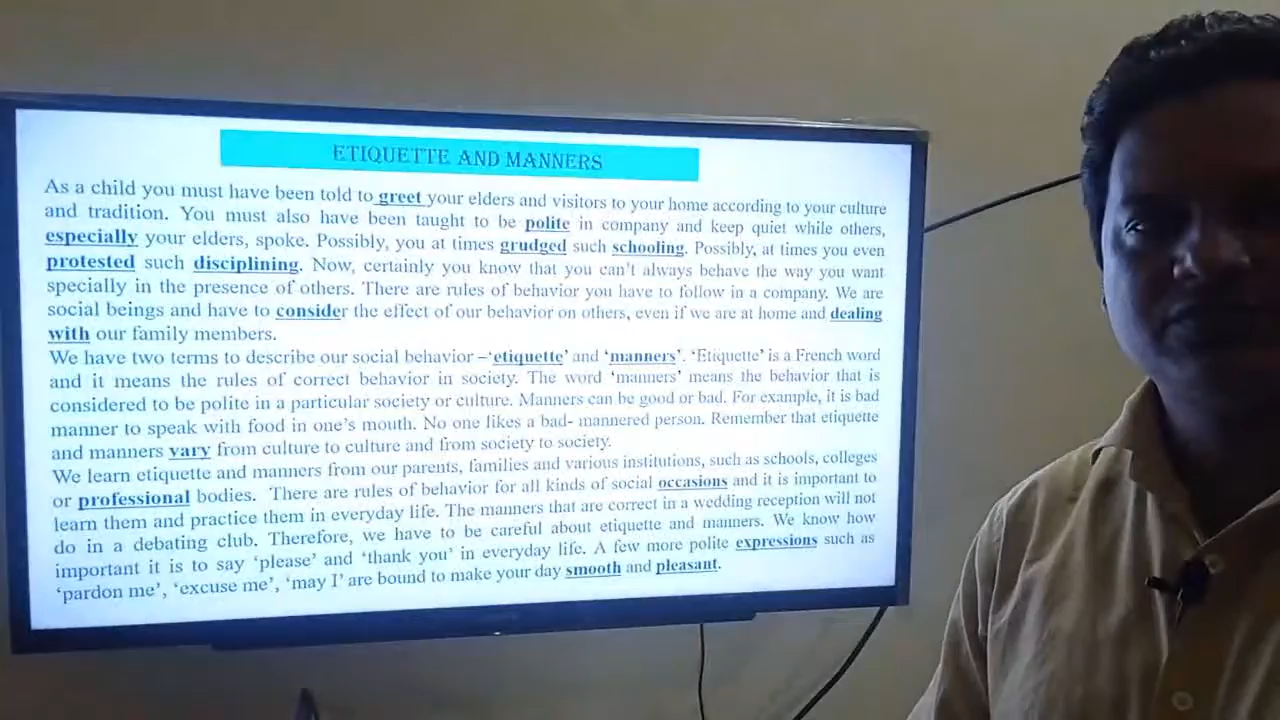 ETIQUETTE AND MANNERS
As a child you must have been told to greet your elders and visitors to your home according to your culture
and tradition. You must also have been taught to be polite in company and keep quiet while others,
especially your elders, spoke. Possibly, you at times grudged such schooling. Possibly, at times you even
protested such disciplining. Now, certainly you know that you can't always behave the way you want
specially in the presence of others. There are rules of behavior you have to follow in a company. We are
social beings and have to consider the effect of our behavior on others, even if we are at home and dealing
with our family members.
We have two terms to describe our social behavior –'etiquette' and 'manners'. 'Etiquette' is a French word
and it means the rules of correct behavior in society. The word 'manners' means the behavior that is
considered to be polite in a particular society or culture. Manners can be good or bad. For example, it is bad
manner to speak with food in one's mouth. No one likes a bad- mannered person. Remember that etiquette
and manners vary from culture to culture and from society to society.
We learn etiquette and manners from our parents, families and various institutions, such as schools, colleges
or professional bodies. There are rules of behavior for all kinds of social occasions and it is important to
learn them and practice them in everyday life. The manners that are correct in a wedding reception will not
do in a debating club. Therefore, we have to be careful about etiquette and manners. We know how
important it is to say 'please' and 'thank you' in everyday life. A few more polite expressions such as
'pardon me', 'excuse me', 'may I' are bound to make your day smooth and pleasant.